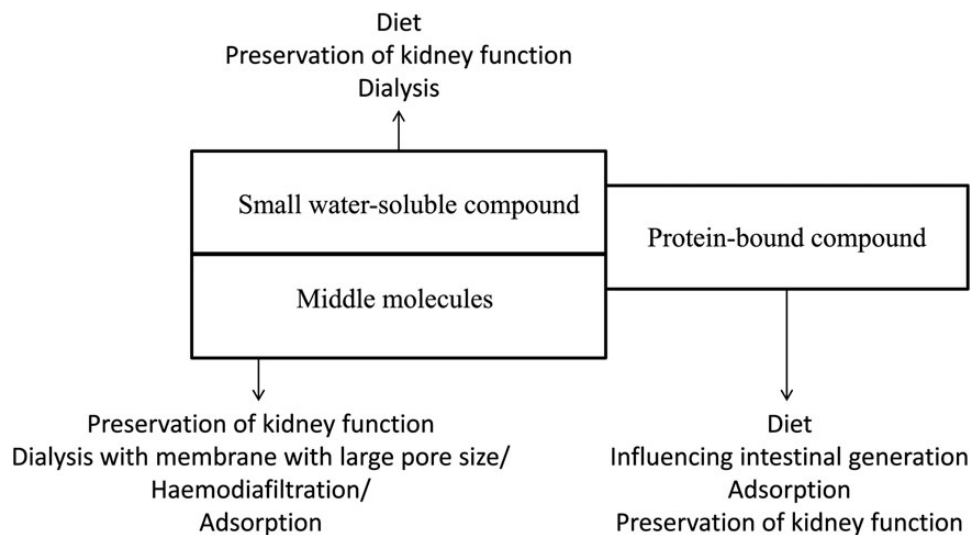 Diet
Preservation of kidney function
Dialysis
Small water-soluble compound
Protein-bound compound
Middle molecules
Preservation of kidney function
Dialysis with membrane with large pore size/
Haemodiafiltration/
Adsorption
Diet
Influencing intestinal generation
Adsorption
Preservation of kidney function